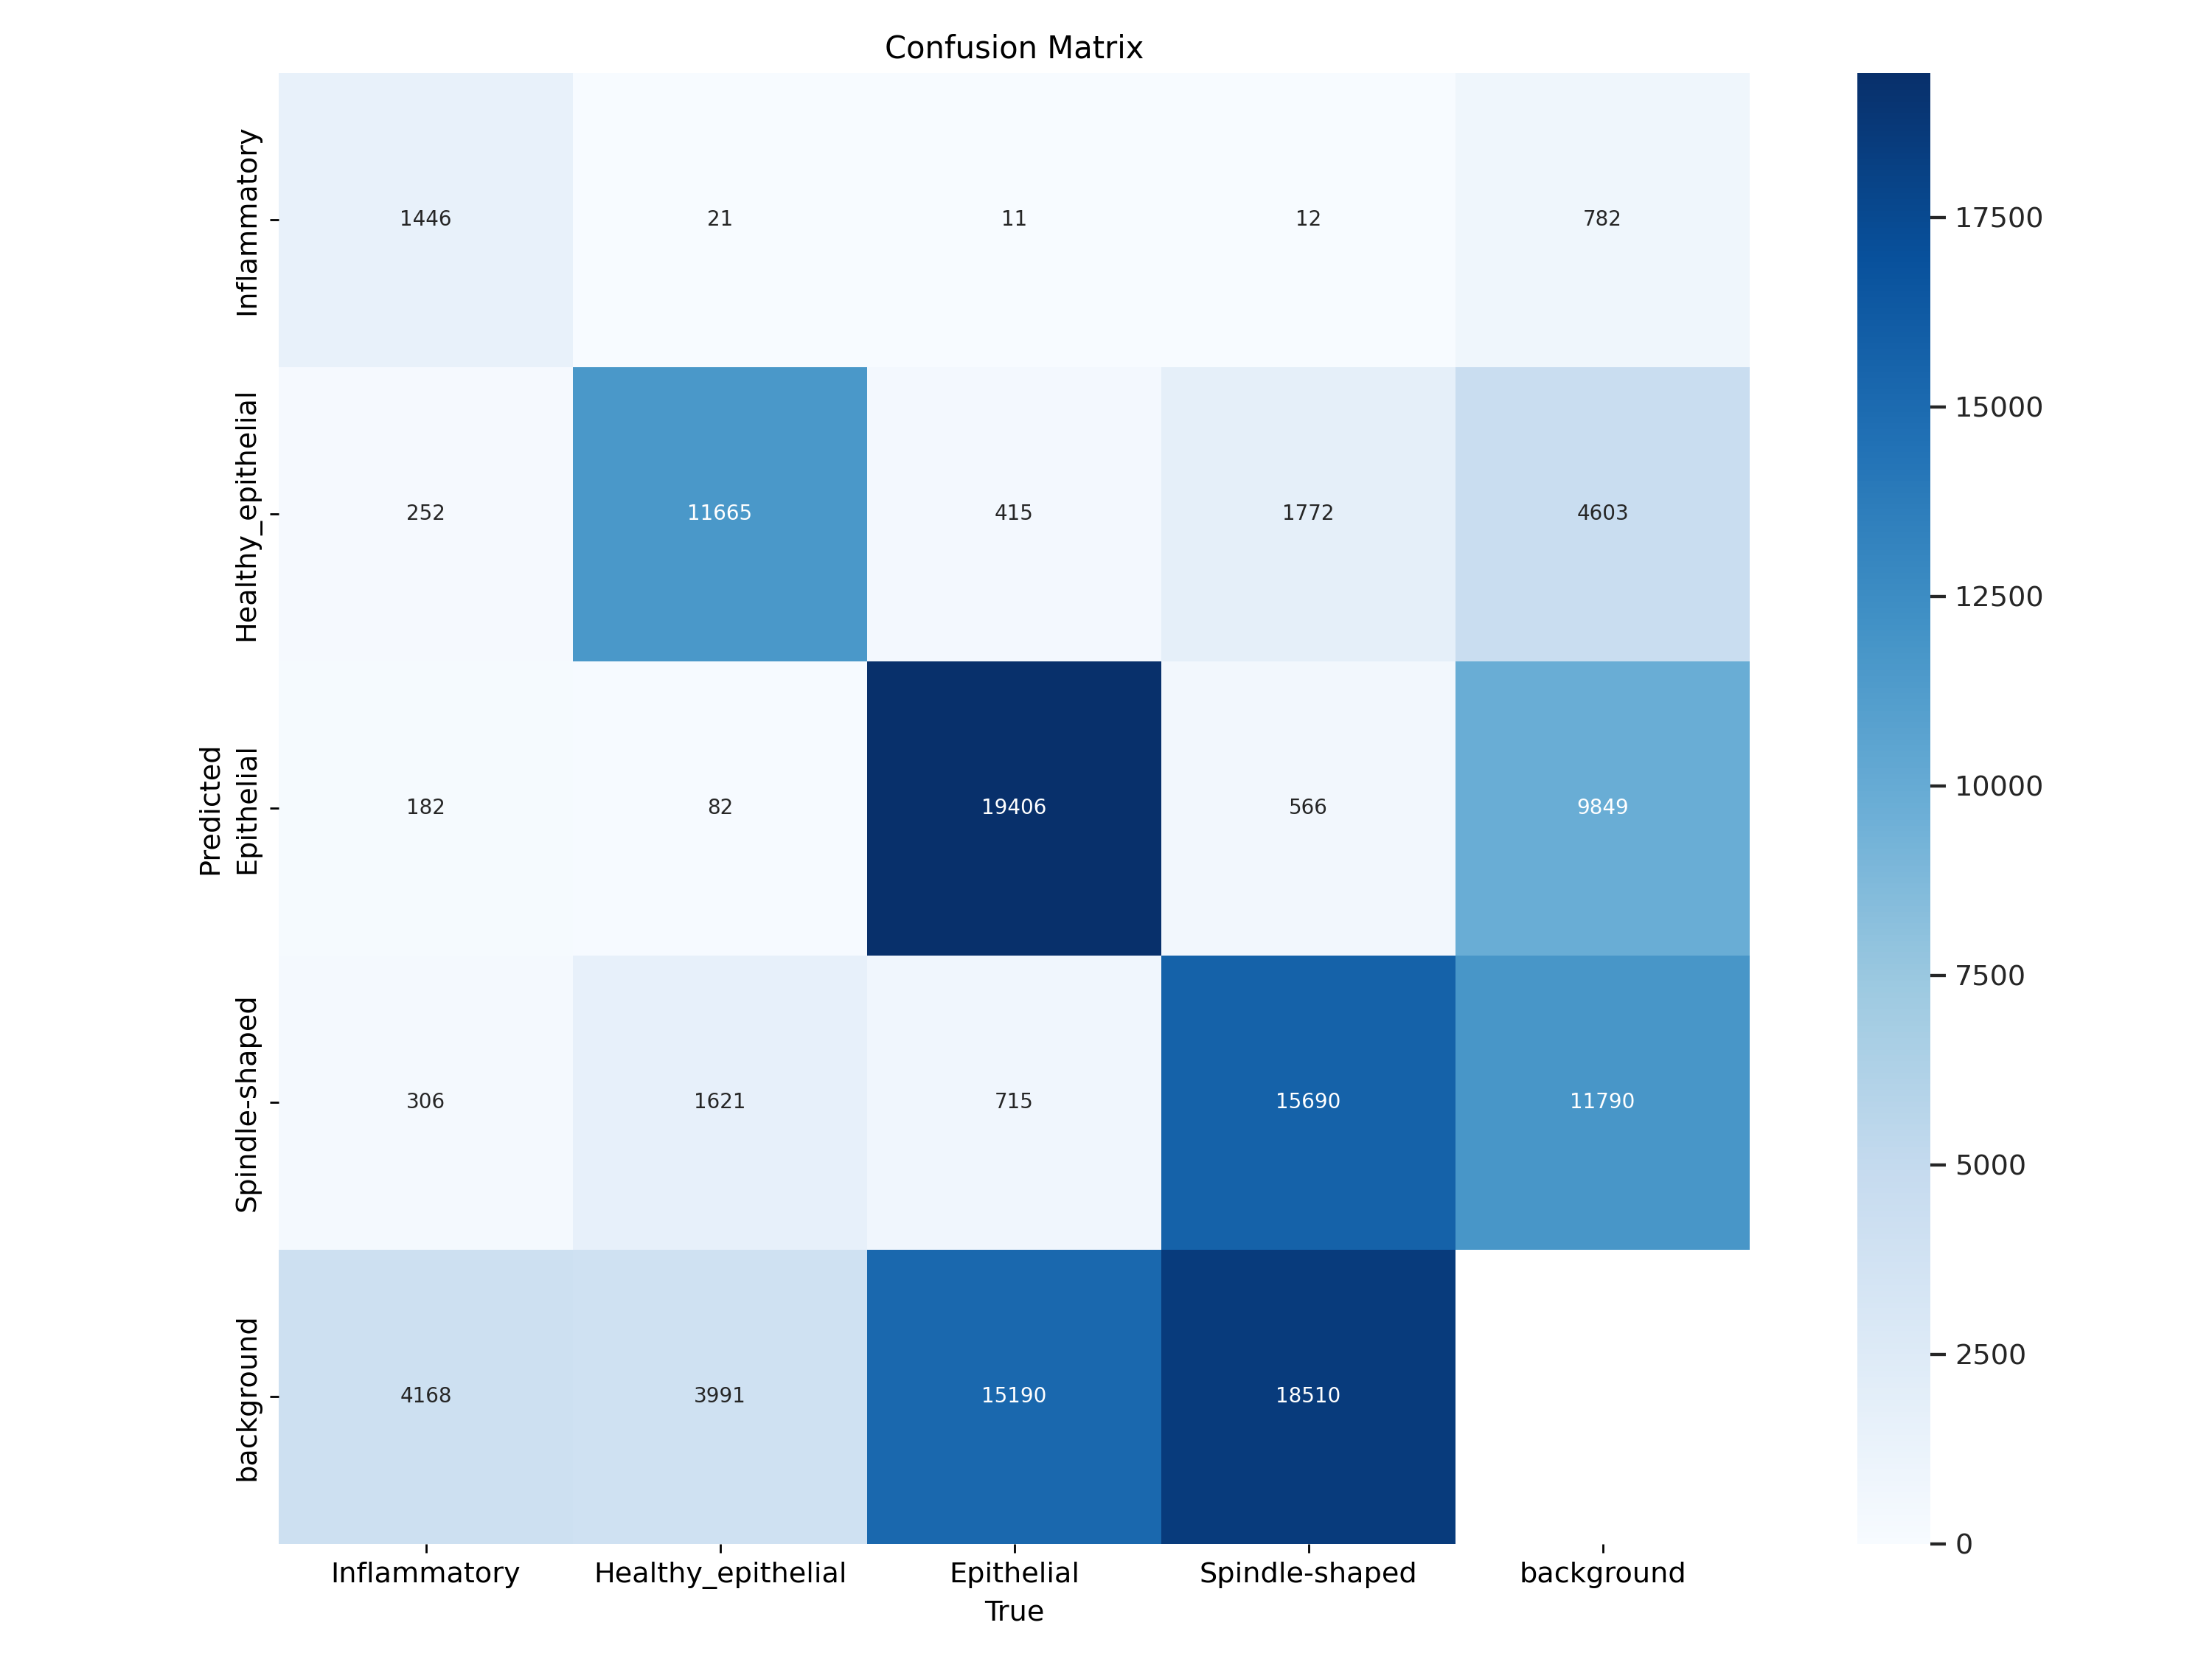 Confusion Matrix
Inflammatory
1446 21 11 12 782
Healthy_epithelial
252 11665 415 1772 4603
Predicted
Epithelial
182 82 19406 566 9849
Spindle-shaped
306 1621 715 15690 11790
background
4168 3991 15190 18510
Inflammatory Healthy_epithelial Epithelial Spindle-shaped background
True
17500
15000
12500
10000
7500
5000
2500
0